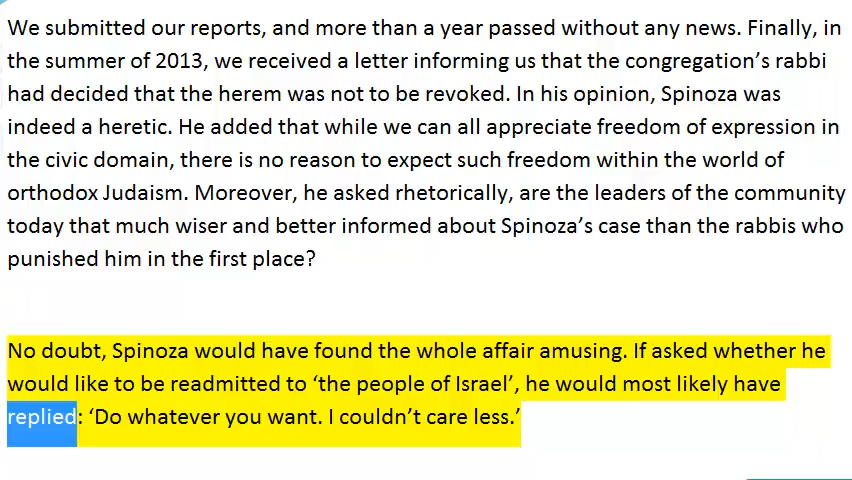 We submitted our reports, and more than a year passed without any news. Finally, in
the summer of 2013, we received a letter informing us that the congregation’s rabbi
had decided that the herem was not to be revoked. In his opinion, Spinoza was
indeed a heretic. He added that while we can all appreciate freedom of expression in
the civic domain, there is no reason to expect such freedom within the world of
orthodox Judaism. Moreover, he asked rhetorically, are the leaders of the community
today that much wiser and better informed about Spinoza’s case than the rabbis who
punished him in the first place?
No doubt, Spinoza would have found the whole affair amusing. If asked whether he
would like to be readmitted to ‘the people of Israel’, he would most likely have
replied: ‘Do whatever you want. I couldn’t care less.’